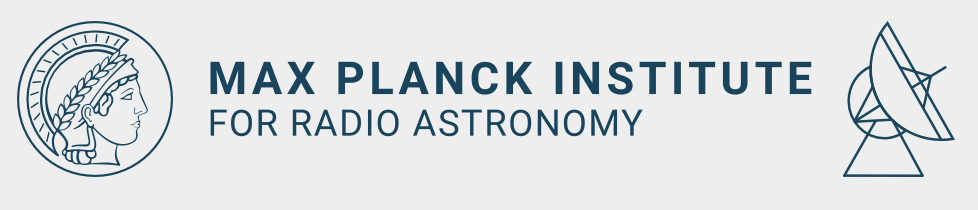 MAX PLANCK INSTITUTE
FOR RADIO ASTRONOMY